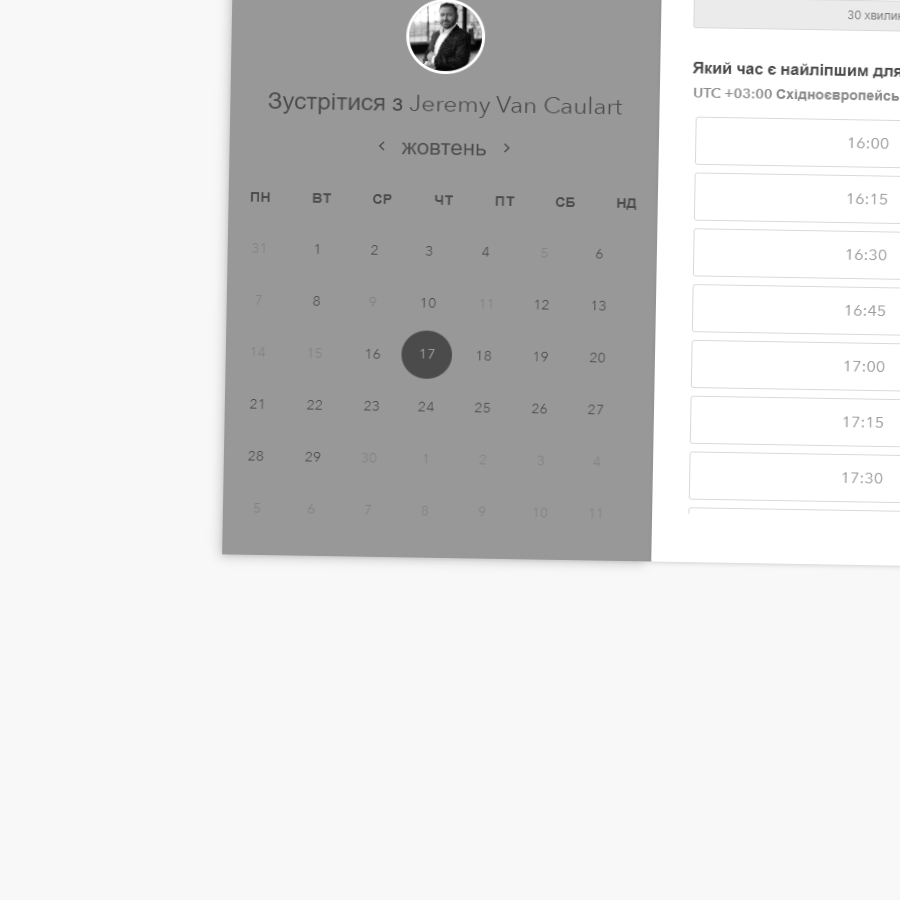 Зустрітися з Jeremy Van Caulart
‹ жовтень ›
ПН ВТ СР ЧТ ПТ СБ НД
31 1 2 3 4 5 6
7 8 9 10 11 12 13
14 15 16 17 18 19 20
21 22 23 24 25 26 27
28 29 30 1 2 3 4
5 6 7 8 9 10 11
30
Який час є найліпшим для
UTC +03:00
16:00
16:15
16:30
16:45
17:00
17:15
17:30